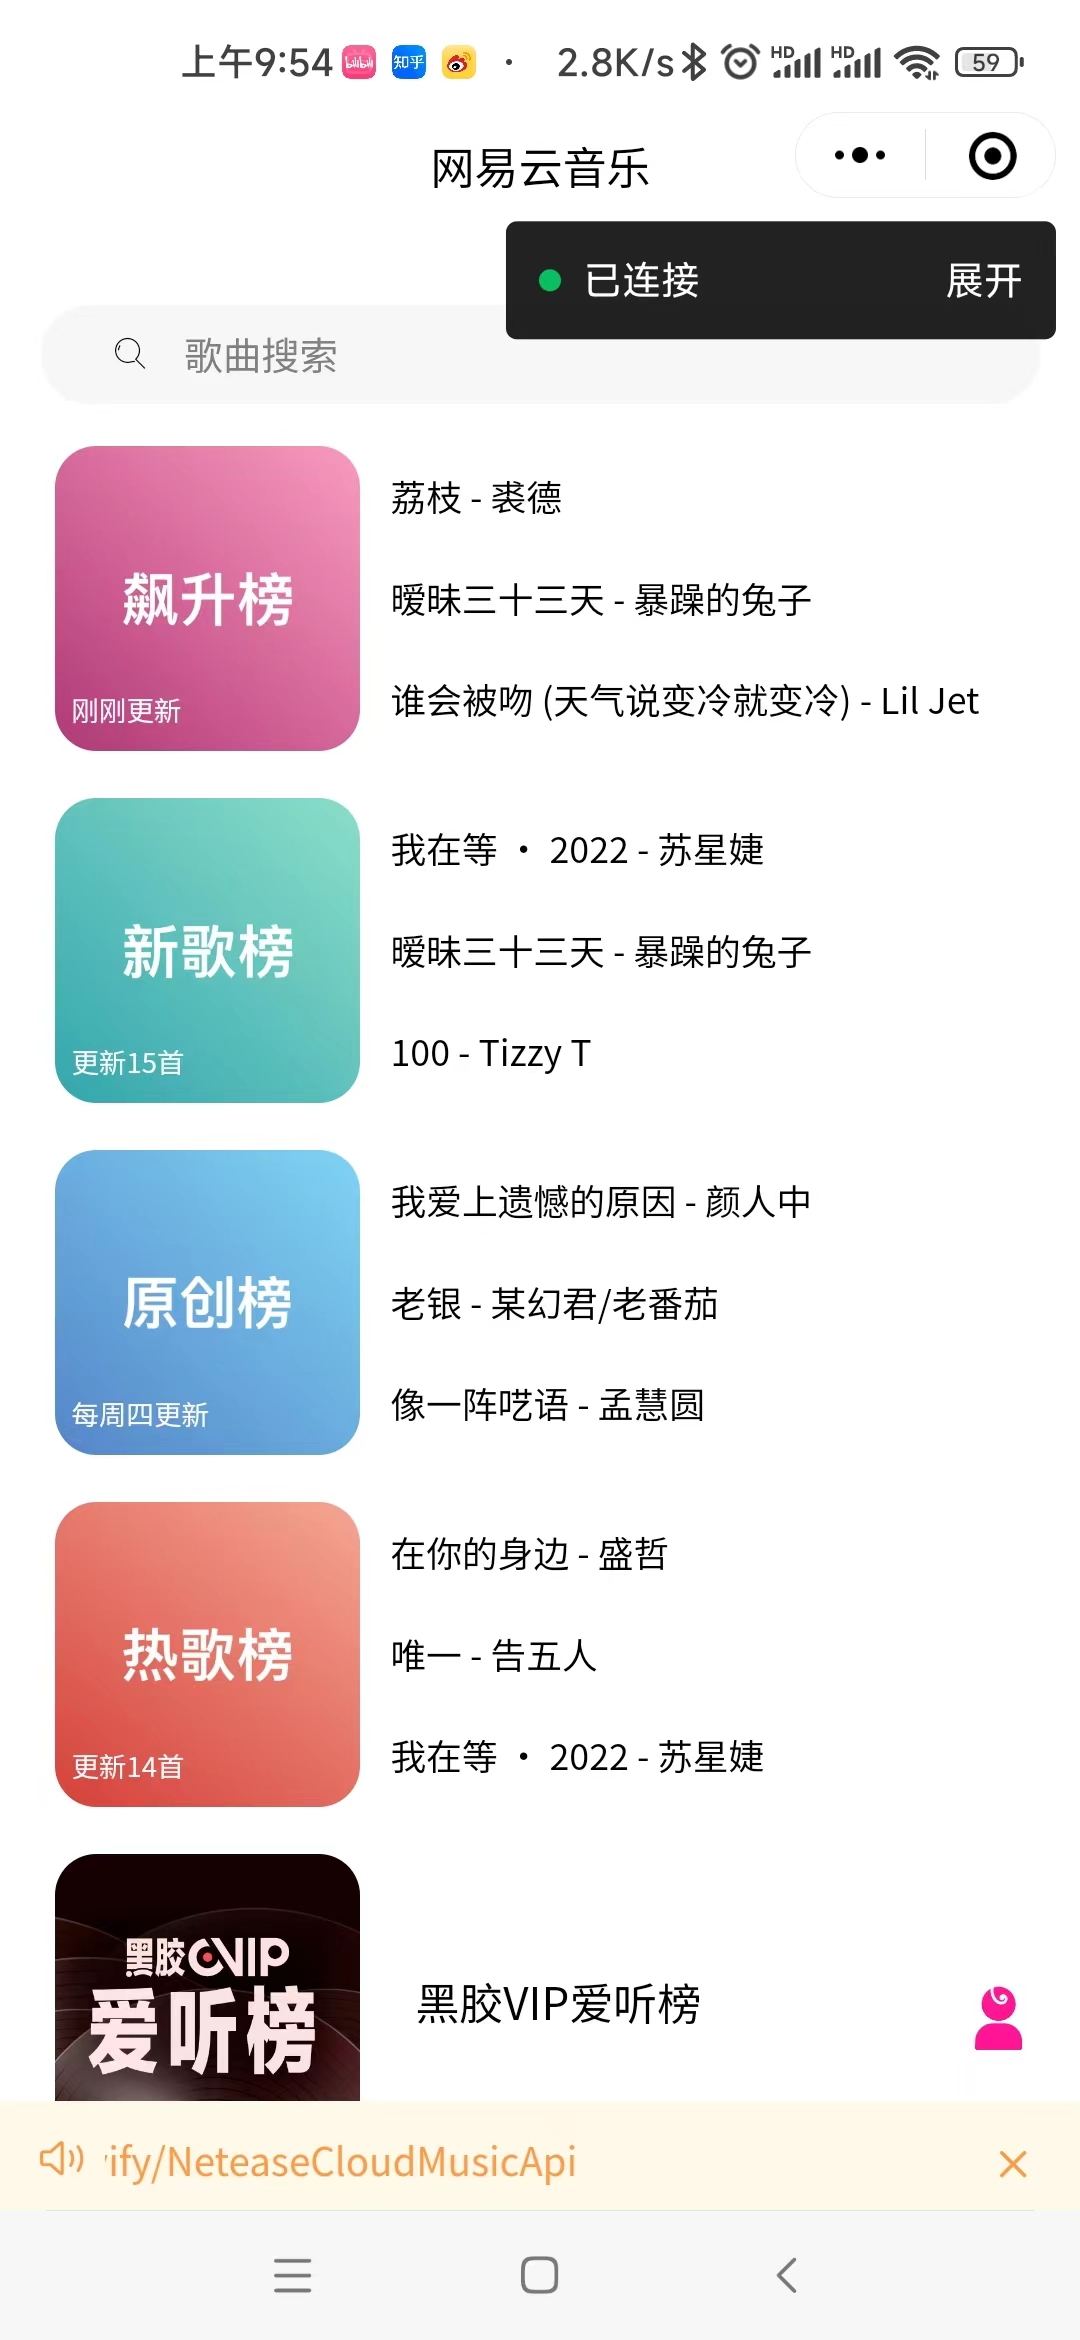 上午9:54 bilibili 知乎 · 2.8K/s HD HD 59
网易云音乐
已连接 展开
歌曲搜索
飙升榜
刚刚更新
荔枝 - 裘德
暧昧三十三天 - 暴躁的兔子
谁会被吻 (天气说变冷就变冷) - Lil Jet
新歌榜
更新15首
我在等 · 2022 - 苏星婕
暧昧三十三天 - 暴躁的兔子
100 - Tizzy T
原创榜
每周四更新
我爱上遗憾的原因 - 颜人中
老银 - 某幻君/老番茄
像一阵呓语 - 孟慧圆
热歌榜
更新14首
在你的身边 - 盛哲
唯一 - 告五人
我在等 · 2022 - 苏星婕
黑胶VIP
爱听榜
黑胶VIP爱听榜
ify/NeteaseCloudMusicApi